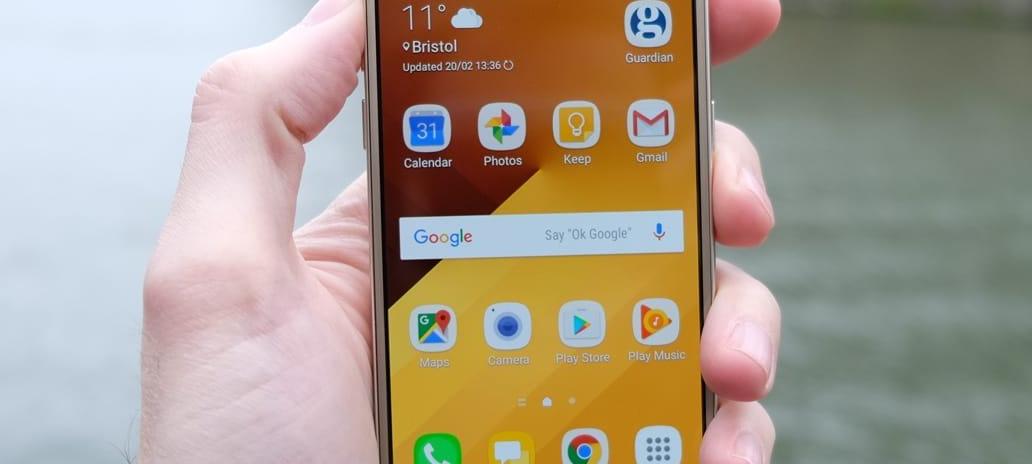 11°
Bristol
Updated 20/02 13:36
Guardian
31
Calendar
Photos
Keep
Gmail
Google Say "Ok Google"
G
Maps
Camera
Play Store
Play Music